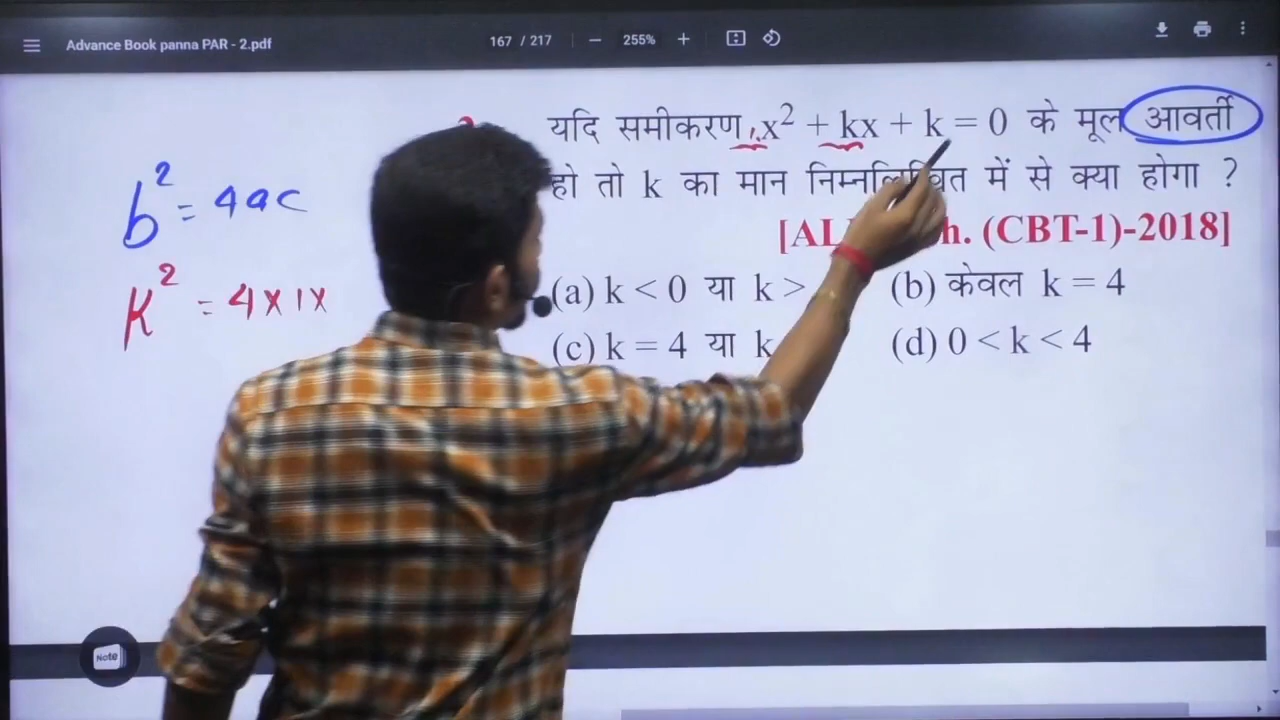 Advance Book panna PAR - 2.pdf
167 / 217
255%
यदि समीकरण x² + kx + k = 0 के मूल आवर्ती
हो तो k का मान निम्नलिखित में से क्या होगा ?
(CBT-1)-2018]
(a) k < 0 या k >
(b) केवल k = 4
(c) k = 4 या k
(d) 0 < k < 4
b² = 4ac
K² = 4 × 1 ×
Note